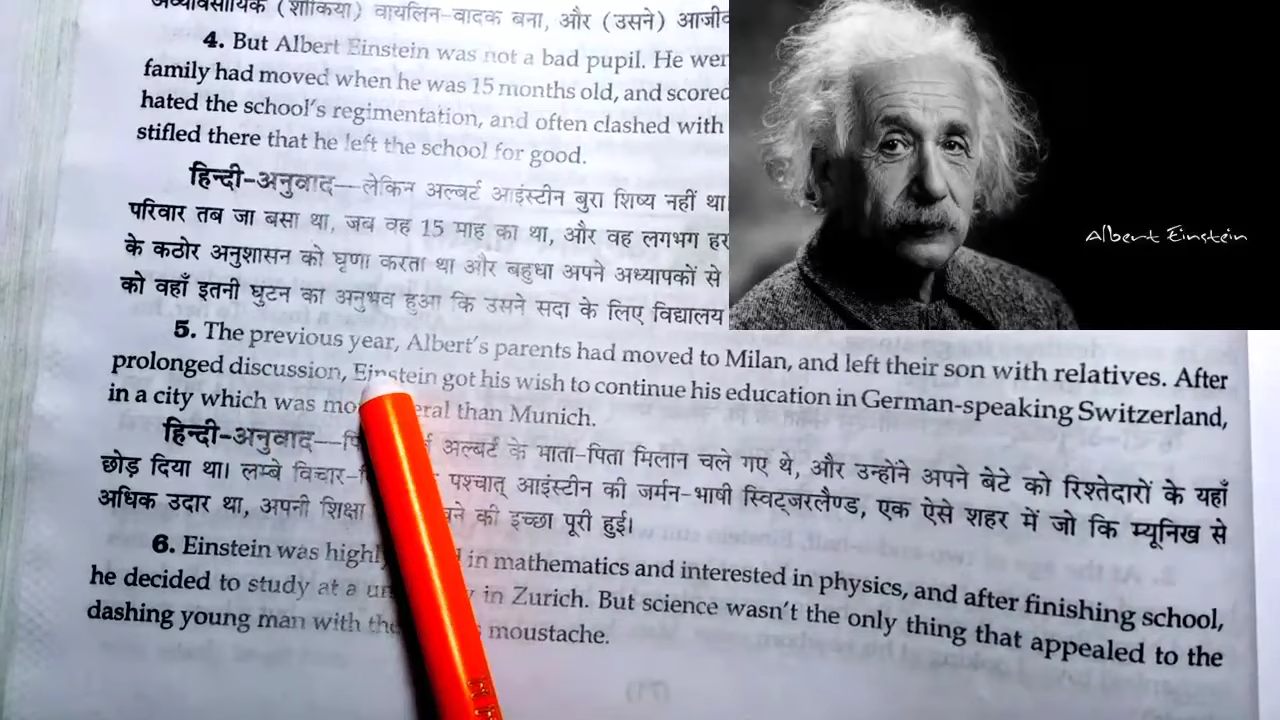 अव्यावसायिक (शौकिया) वायलिन-वादक बना, और (उसने)
4. But Albert Einstein was not a bad pupil. He
family had moved when he was 15 months old, and scored
hated the school's regimentation, and often clashed with
stifled there that he left the school for good.
हिन्दी-अनुवाद—लेकिन अल्बर्ट आइंस्टीन बुरा शिष्य नहीं था
परिवार तब जा बसा था, जब वह 15 माह का था, और वह लगभग हर
के कठोर अनुशासन को घृणा करता था और बहुधा अपने अध्यापकों से
को वहाँ इतनी घुटन का अनुभव हुआ कि उसने सदा के लिए विद्यालय
Albert Einstein
5. The previous year, Albert's parents had moved to Milan, and left their son with relatives. After
prolonged discussion, Einstein got his wish to continue his education in German-speaking Switzerland,
in a city which was than Munich.
हिन्दी-अनुवाद— अल्बर्ट के माता-पिता मिलान चले गए थे, और उन्होंने अपने बेटे को रिश्तेदारों के यहाँ
छोड़ दिया था। लम्बे पश्चात् आइंस्टीन की जर्मन-भाषी स्विट्जरलैण्ड, एक ऐसे शहर में जो कि म्यूनिख से
अधिक उदार था, अपनी शिक्षा की इच्छा पूरी हुई।
6. Einstein was in mathematics and interested in physics, and after finishing school,
he decided to study at a in Zurich. But science wasn't the only thing that appealed to the
dashing young man with moustache.